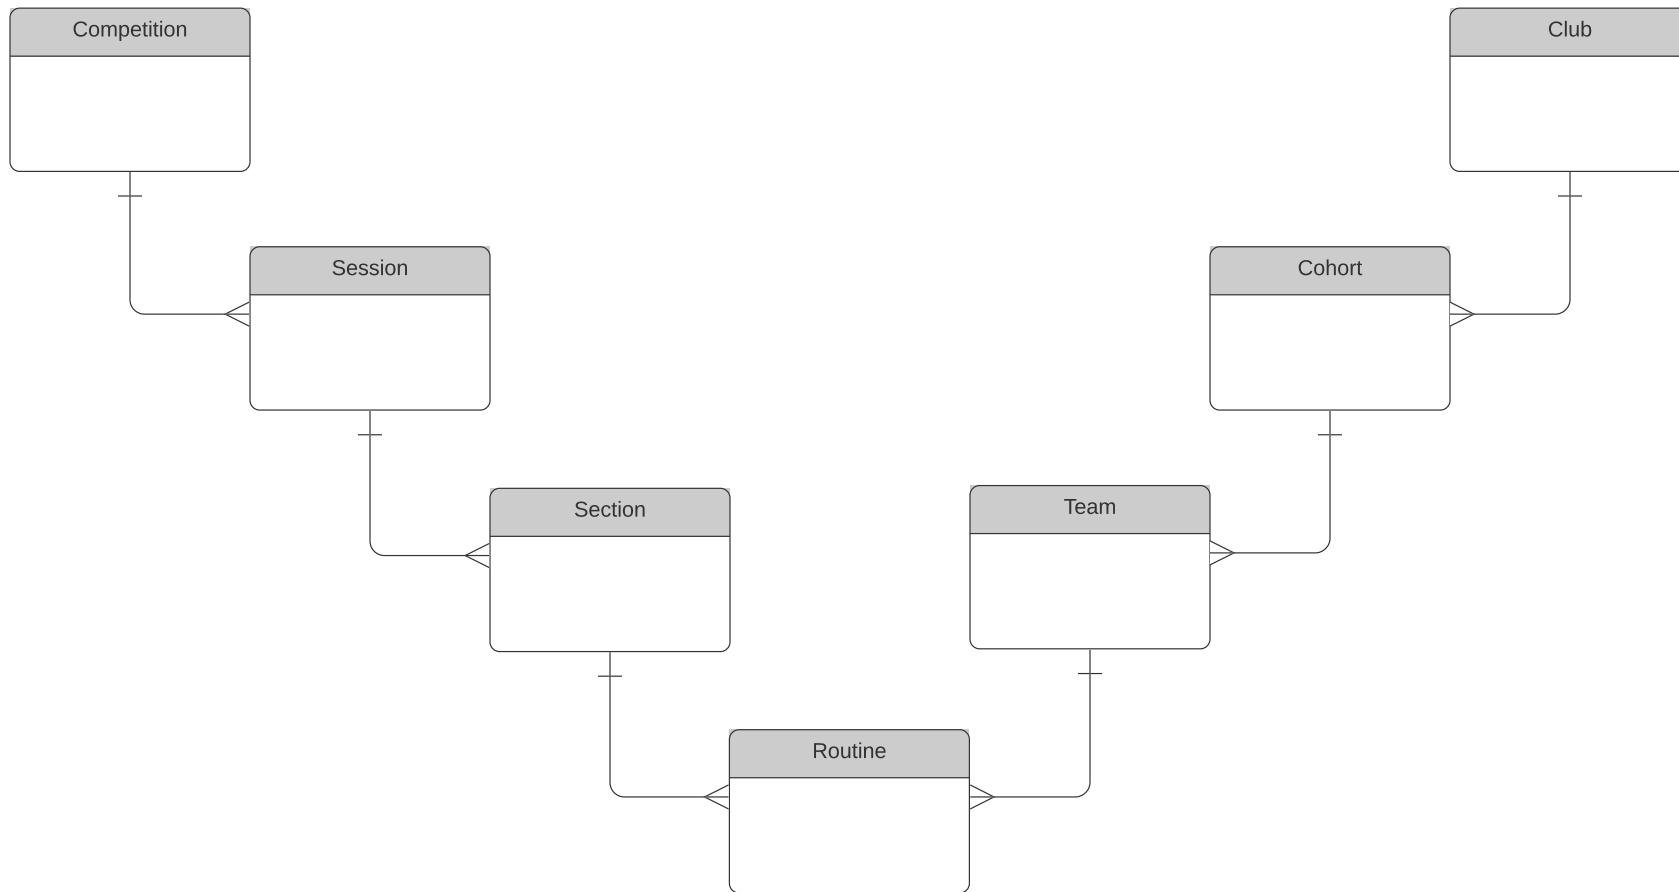 Competition
Club
Session
Cohort
Section
Team
Routine